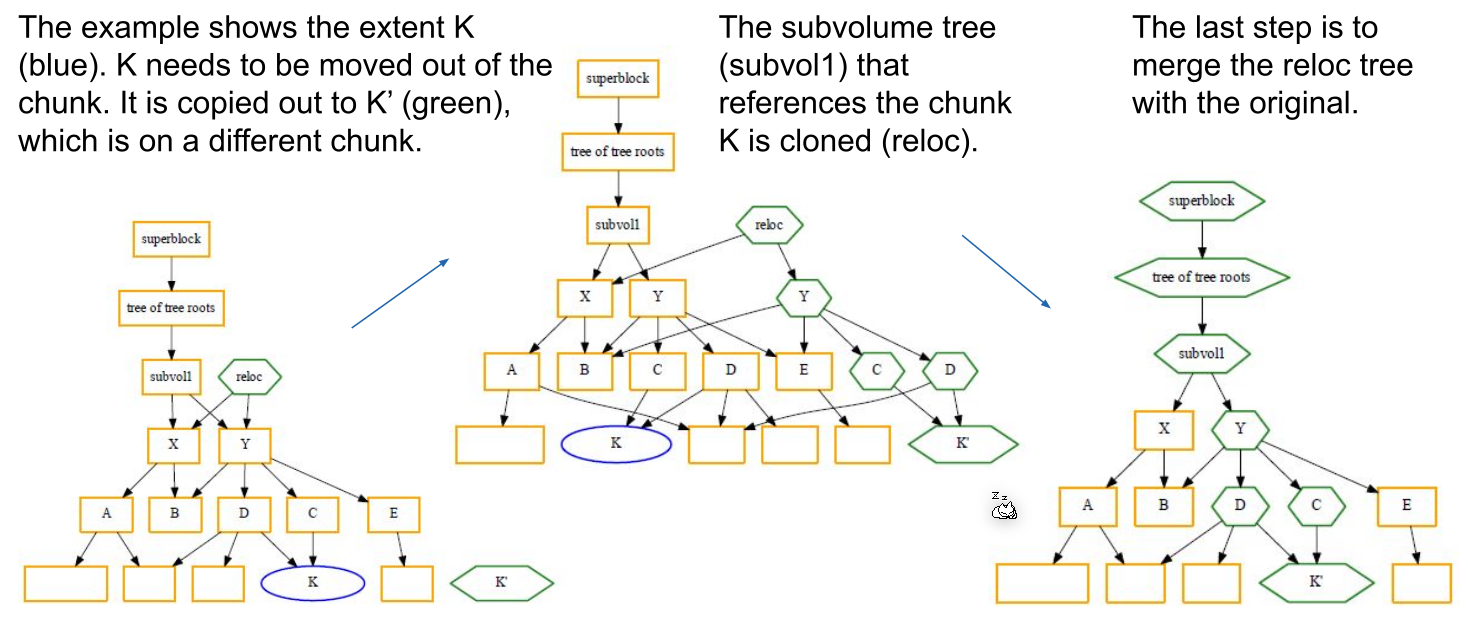 The example shows the extent K
(blue). K needs to be moved out of the
chunk. It is copied out to K’ (green),
which is on a different chunk.
The subvolume tree
(subvol1) that
references the chunk
K is cloned (reloc).
The last step is to
merge the reloc tree
with the original.
superblock
tree of tree roots
subvol1
reloc
X
Y
A
B
D
C
E
K
K'
superblock
tree of tree roots
subvol1
reloc
X
Y
Y
A
B
C
D
E
C
D
K
K'
z z
superblock
tree of tree roots
subvol1
X
Y
A
B
D
C
E
K'